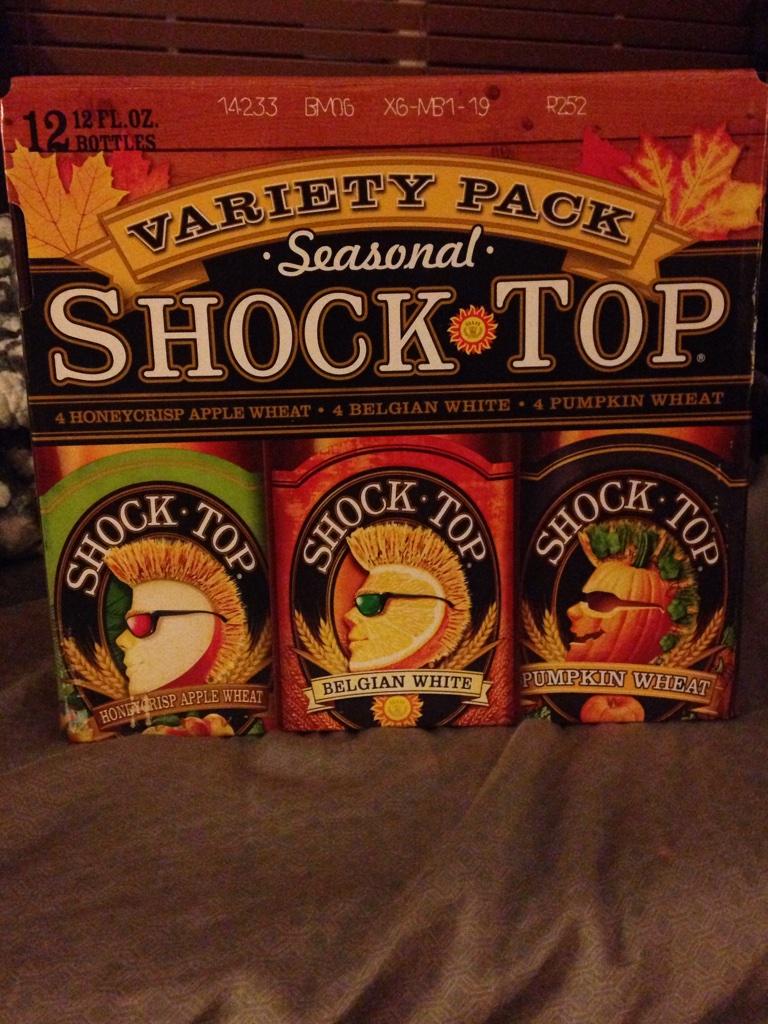 14233 BM06 X6-MB1-19 R252
12 12 FL.OZ.
BOTTLES
VARIETY PACK
· Seasonal ·
SHOCK TOP®
4 HONEYCRISP APPLE WHEAT • 4 BELGIAN WHITE • 4 PUMPKIN WHEAT
SHOCK · TOP
HONEYCRISP APPLE WHEAT
SHOCK · TOP
BELGIAN WHITE
SHOCK · TOP
PUMPKIN WHEAT